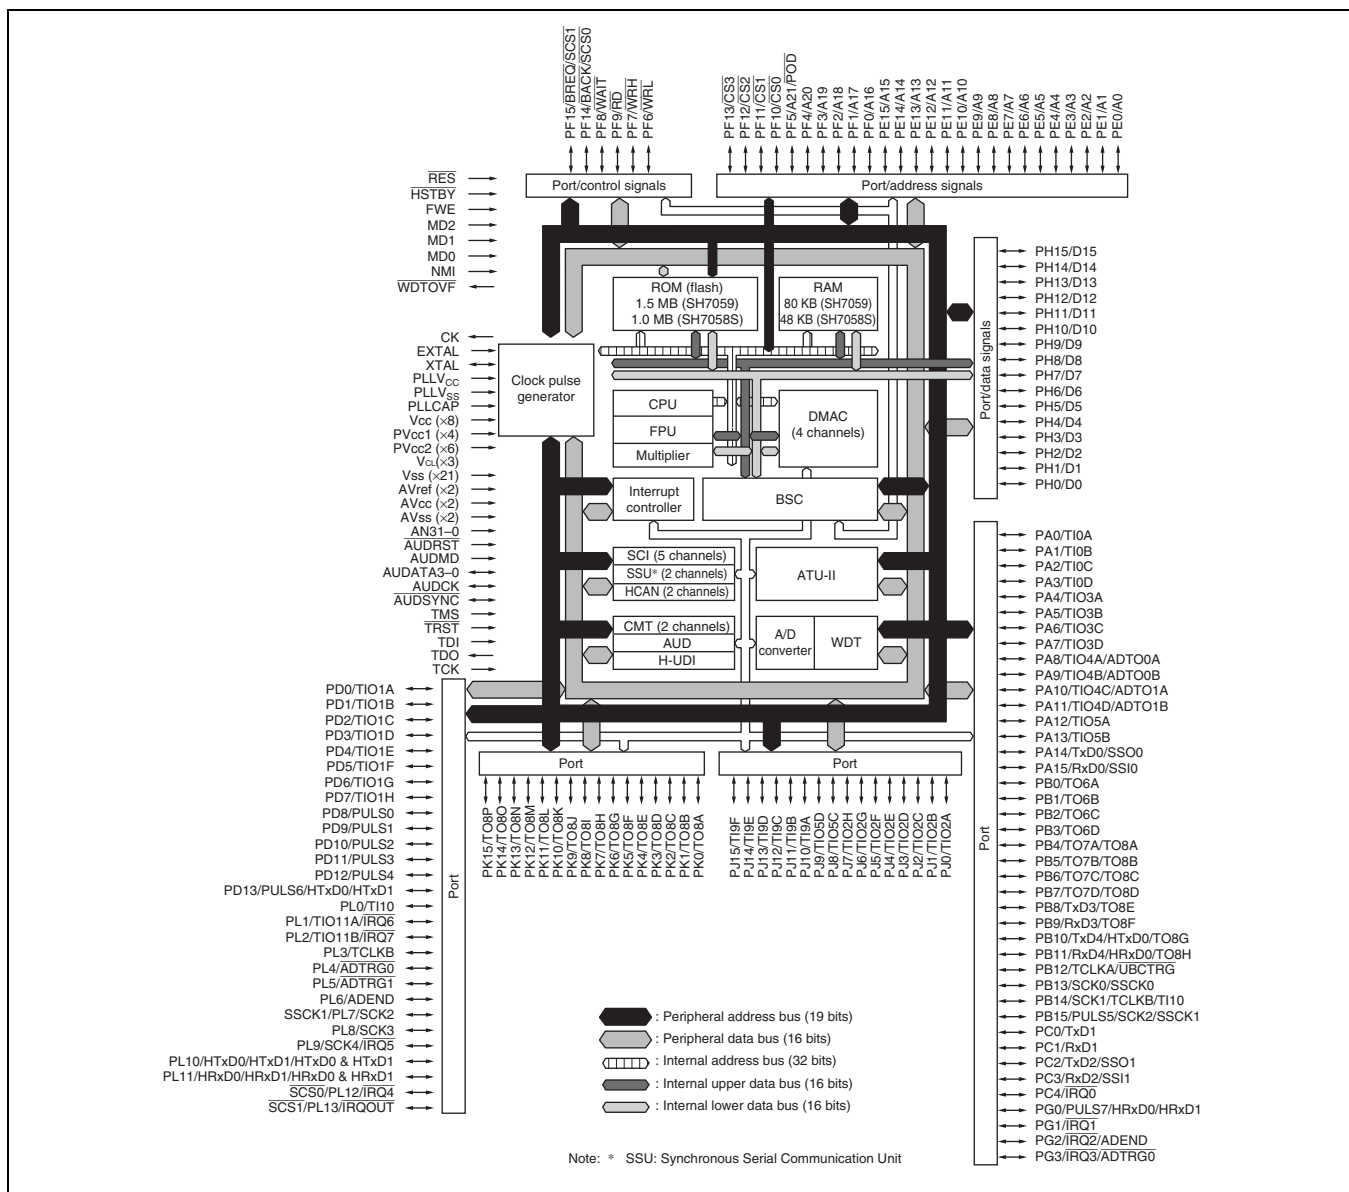 PF15/BREQ/SCS1
PF14/BACK/SCS0
PF8/WAIT
PF9/RD
PF7/WRH
PF6/WRL
PF13/CS3
PF12/CS2
PF11/CS1
PF10/CS0
PF5/A21/POD
PF4/A20
PF3/A19
PF2/A18
PF1/A17
PF0/A16
PE15/A15
PE14/A14
PE13/A13
PE12/A12
PE11/A11
PE10/A10
PE9/A9
PE8/A8
PE7/A7
PE6/A6
PE5/A5
PE4/A4
PE3/A3
PE2/A2
PE1/A1
PE0/A0
Port/control signals
Port/address signals
RES
HSTBY
FWE
MD2
MD1
MD0
NMI
WDTOVF
CK
EXTAL
XTAL
PLLVCC
PLLVSS
PLLCAP
Vcc (×8)
PVcc1 (×4)
PVcc2 (×6)
VCL(×3)
Vss (×21)
AVref (×2)
AVcc (×2)
AVss (×2)
AN31–0
AUDRST
AUDMD
AUDATA3–0
AUDCK
AUDSYNC
TMS
TRST
TDI
TDO
TCK
ROM (flash)
1.5 MB (SH7059)
1.0 MB (SH7058S)
RAM
80 KB (SH7059)
48 KB (SH7058S)
Clock pulse
generator
CPU
FPU
Multiplier
DMAC
(4 channels)
Interrupt
controller
BSC
SCI (5 channels)
SSU* (2 channels)
HCAN (2 channels)
ATU-II
CMT (2 channels)
AUD
H-UDI
A/D
converter
WDT
Port/data signals
PH15/D15
PH14/D14
PH13/D13
PH12/D12
PH11/D11
PH10/D10
PH9/D9
PH8/D8
PH7/D7
PH6/D6
PH5/D5
PH4/D4
PH3/D3
PH2/D2
PH1/D1
PH0/D0
PD0/TIO1A
PD1/TIO1B
PD2/TIO1C
PD3/TIO1D
PD4/TIO1E
PD5/TIO1F
PD6/TIO1G
PD7/TIO1H
PD8/PULS0
PD9/PULS1
PD10/PULS2
PD11/PULS3
PD12/PULS4
PD13/PULS6/HTxD0/HTxD1
PL0/TI10
PL1/TIO11A/IRQ6
PL2/TIO11B/IRQ7
PL3/TCLKB
PL4/ADTRG0
PL5/ADTRG1
PL6/ADEND
SSCK1/PL7/SCK2
PL8/SCK3
PL9/SCK4/IRQ5
PL10/HTxD0/HTxD1/HTxD0 & HTxD1
PL11/HRxD0/HRxD1/HRxD0 & HRxD1
SCS0/PL12/IRQ4
SCS1/PL13/IRQOUT
Port
Port
PK15/TO8P
PK14/TO8O
PK13/TO8N
PK12/TO8M
PK11/TO8L
PK10/TO8K
PK9/TO8J
PK8/TO8I
PK7/TO8H
PK6/TO8G
PK5/TO8F
PK4/TO8E
PK3/TO8D
PK2/TO8C
PK1/TO8B
PK0/TO8A
Port
PJ15/TI9F
PJ14/TI9E
PJ13/TI9D
PJ12/TI9C
PJ11/TI9B
PJ10/TI9A
PJ9/TIO5D
PJ8/TIO5C
PJ7/TIO2H
PJ6/TIO2G
PJ5/TIO2F
PJ4/TIO2E
PJ3/TIO2D
PJ2/TIO2C
PJ1/TIO2B
PJ0/TIO2A
Port
PA0/TI0A
PA1/TI0B
PA2/TI0C
PA3/TI0D
PA4/TIO3A
PA5/TIO3B
PA6/TIO3C
PA7/TIO3D
PA8/TIO4A/ADTO0A
PA9/TIO4B/ADTO0B
PA10/TIO4C/ADTO1A
PA11/TIO4D/ADTO1B
PA12/TIO5A
PA13/TIO5B
PA14/TxD0/SSO0
PA15/RxD0/SSI0
PB0/TO6A
PB1/TO6B
PB2/TO6C
PB3/TO6D
PB4/TO7A/TO8A
PB5/TO7B/TO8B
PB6/TO7C/TO8C
PB7/TO7D/TO8D
PB8/TxD3/TO8E
PB9/RxD3/TO8F
PB10/TxD4/HTxD0/TO8G
PB11/RxD4/HRxD0/TO8H
PB12/TCLKA/UBCTRG
PB13/SCK0/SSCK0
PB14/SCK1/TCLKB/TI10
PB15/PULS5/SCK2/SSCK1
PC0/TxD1
PC1/RxD1
PC2/TxD2/SSO1
PC3/RxD2/SSI1
PC4/IRQ0
PG0/PULS7/HRxD0/HRxD1
PG1/IRQ1
PG2/IRQ2/ADEND
PG3/IRQ3/ADTRG0
: Peripheral address bus (19 bits)
: Peripheral data bus (16 bits)
: Internal address bus (32 bits)
: Internal upper data bus (16 bits)
: Internal lower data bus (16 bits)
Note: * SSU: Synchronous Serial Communication Unit